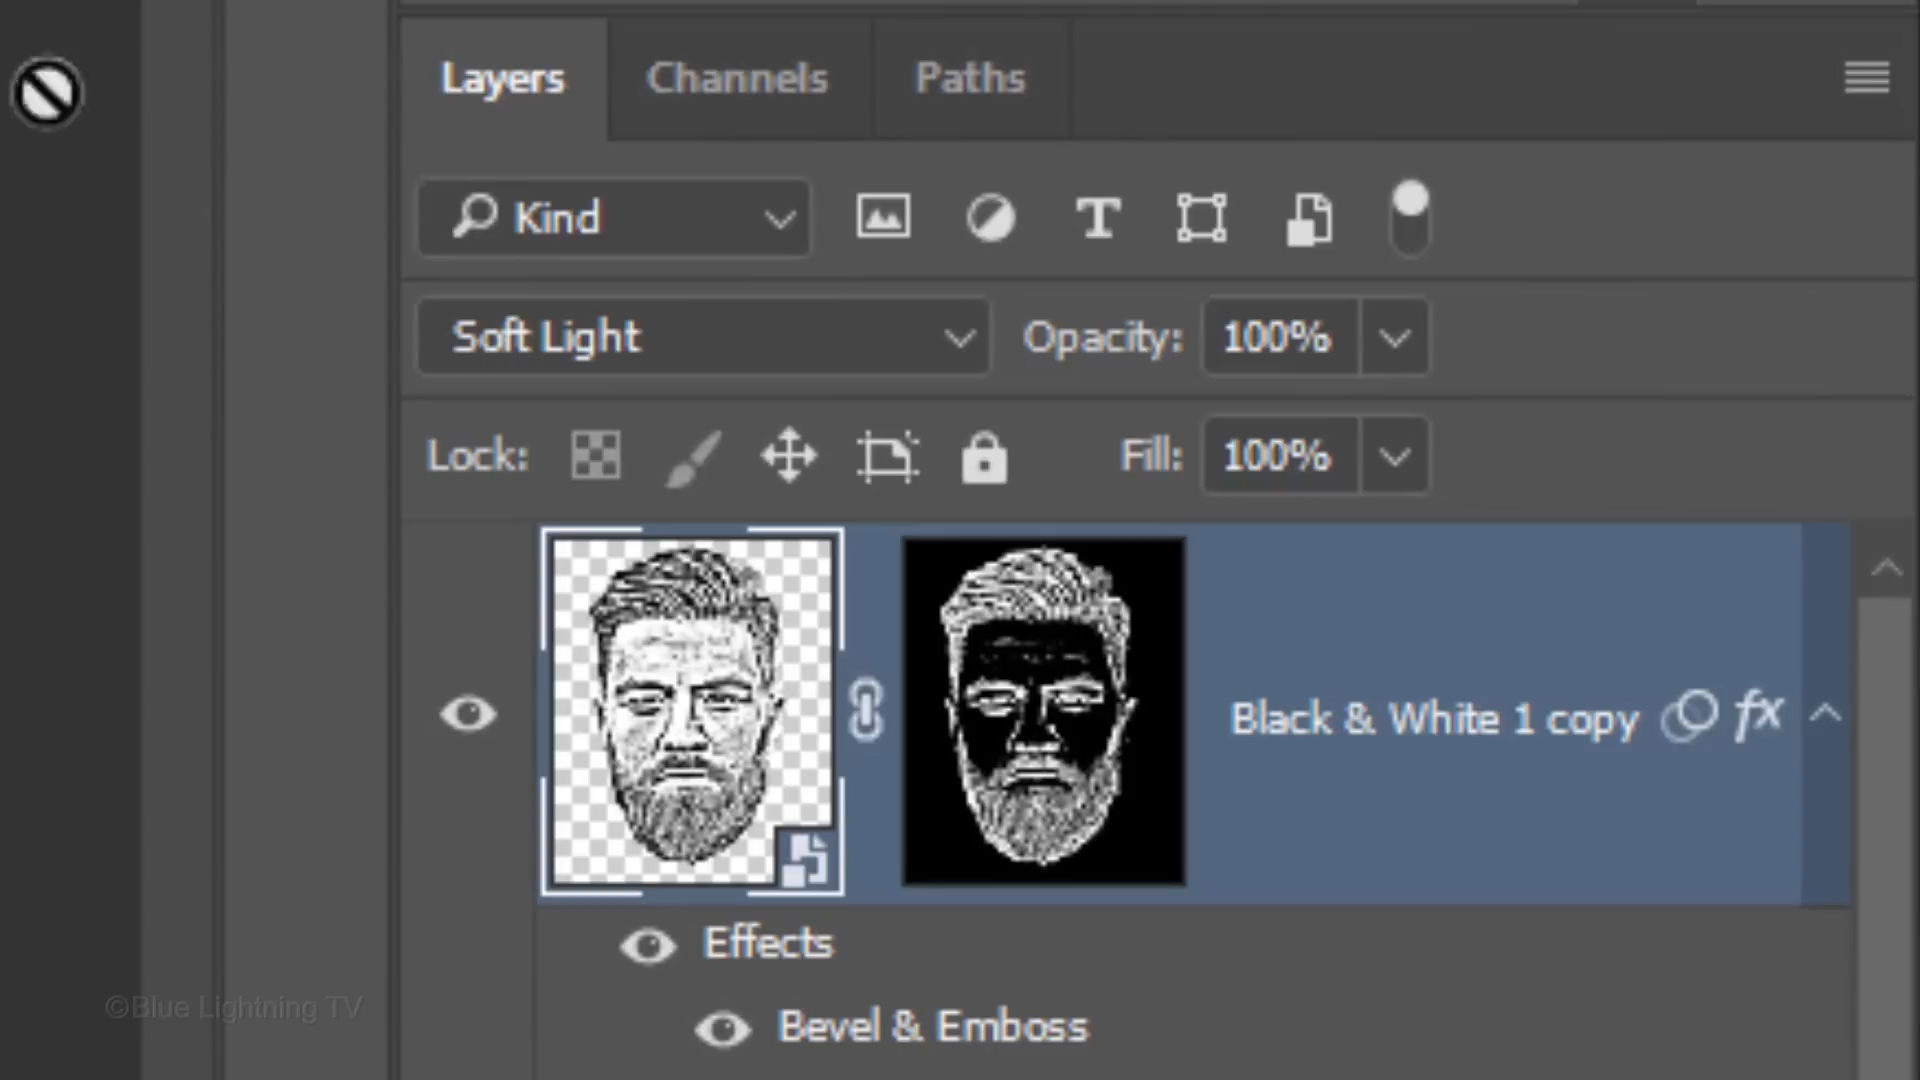 Layers Channels Paths
Kind
Soft Light Opacity: 100%
Lock: Fill: 100%
Black & White 1 copy fx
Effects
©Blue Lightning TV
Bevel & Emboss